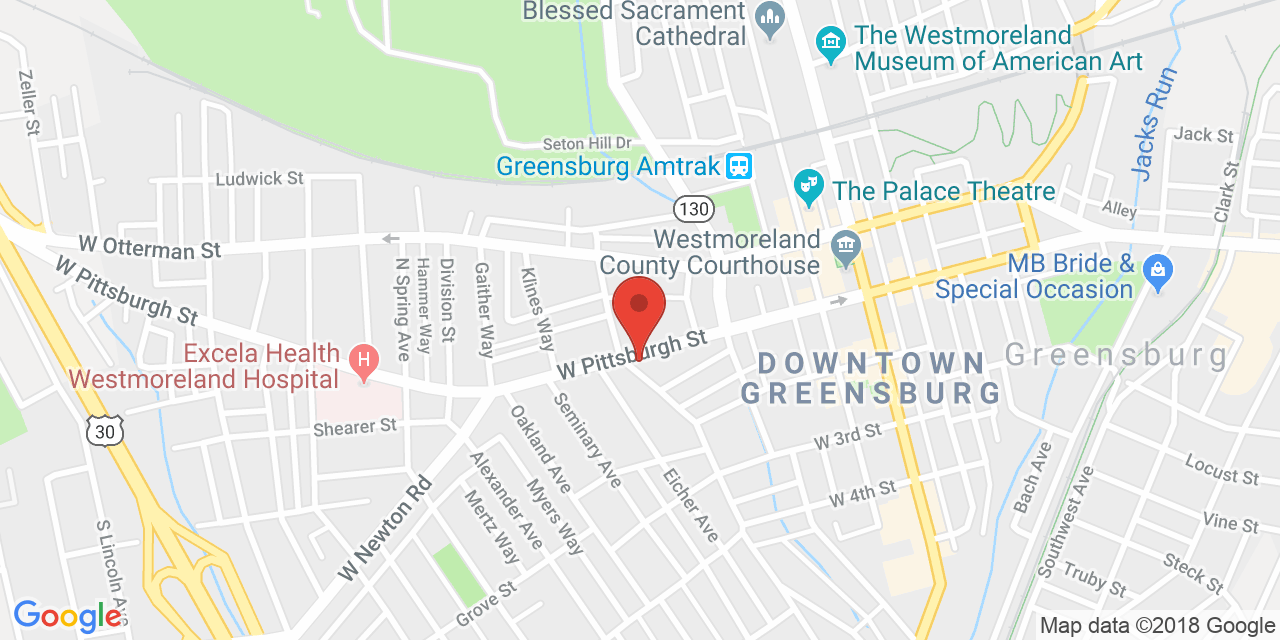 Blessed Sacrament
Cathedral
The Westmoreland
Museum of American Art
Zeller St
Jacks Run
Jack St
Seton Hill Dr
Greensburg Amtrak
Ludwick St
The Palace Theatre
Clark St
130
Alley
W Otterman St
Westmoreland
County Courthouse
MB Bride &
Special Occasion
W Pittsburgh St
N Spring Ave
Hammer Way
Division St
Gaither Way
Klines Way
W Pittsburgh St
Excela Health
Westmoreland Hospital
H
DOWNTOWN
GREENSBURG
Greensburg
30
Shearer St
W 3rd St
Oakland Ave
Seminary Ave
Eicher Ave
W 4th St
Bach Ave
Southwest Ave
Locust St
Vine St
Alexander Ave
Myers Way
Mertz Way
W Newton Rd
S Lincoln Ave
Steck St
Truby St
Grove St
Google
Map data ©2018 Google